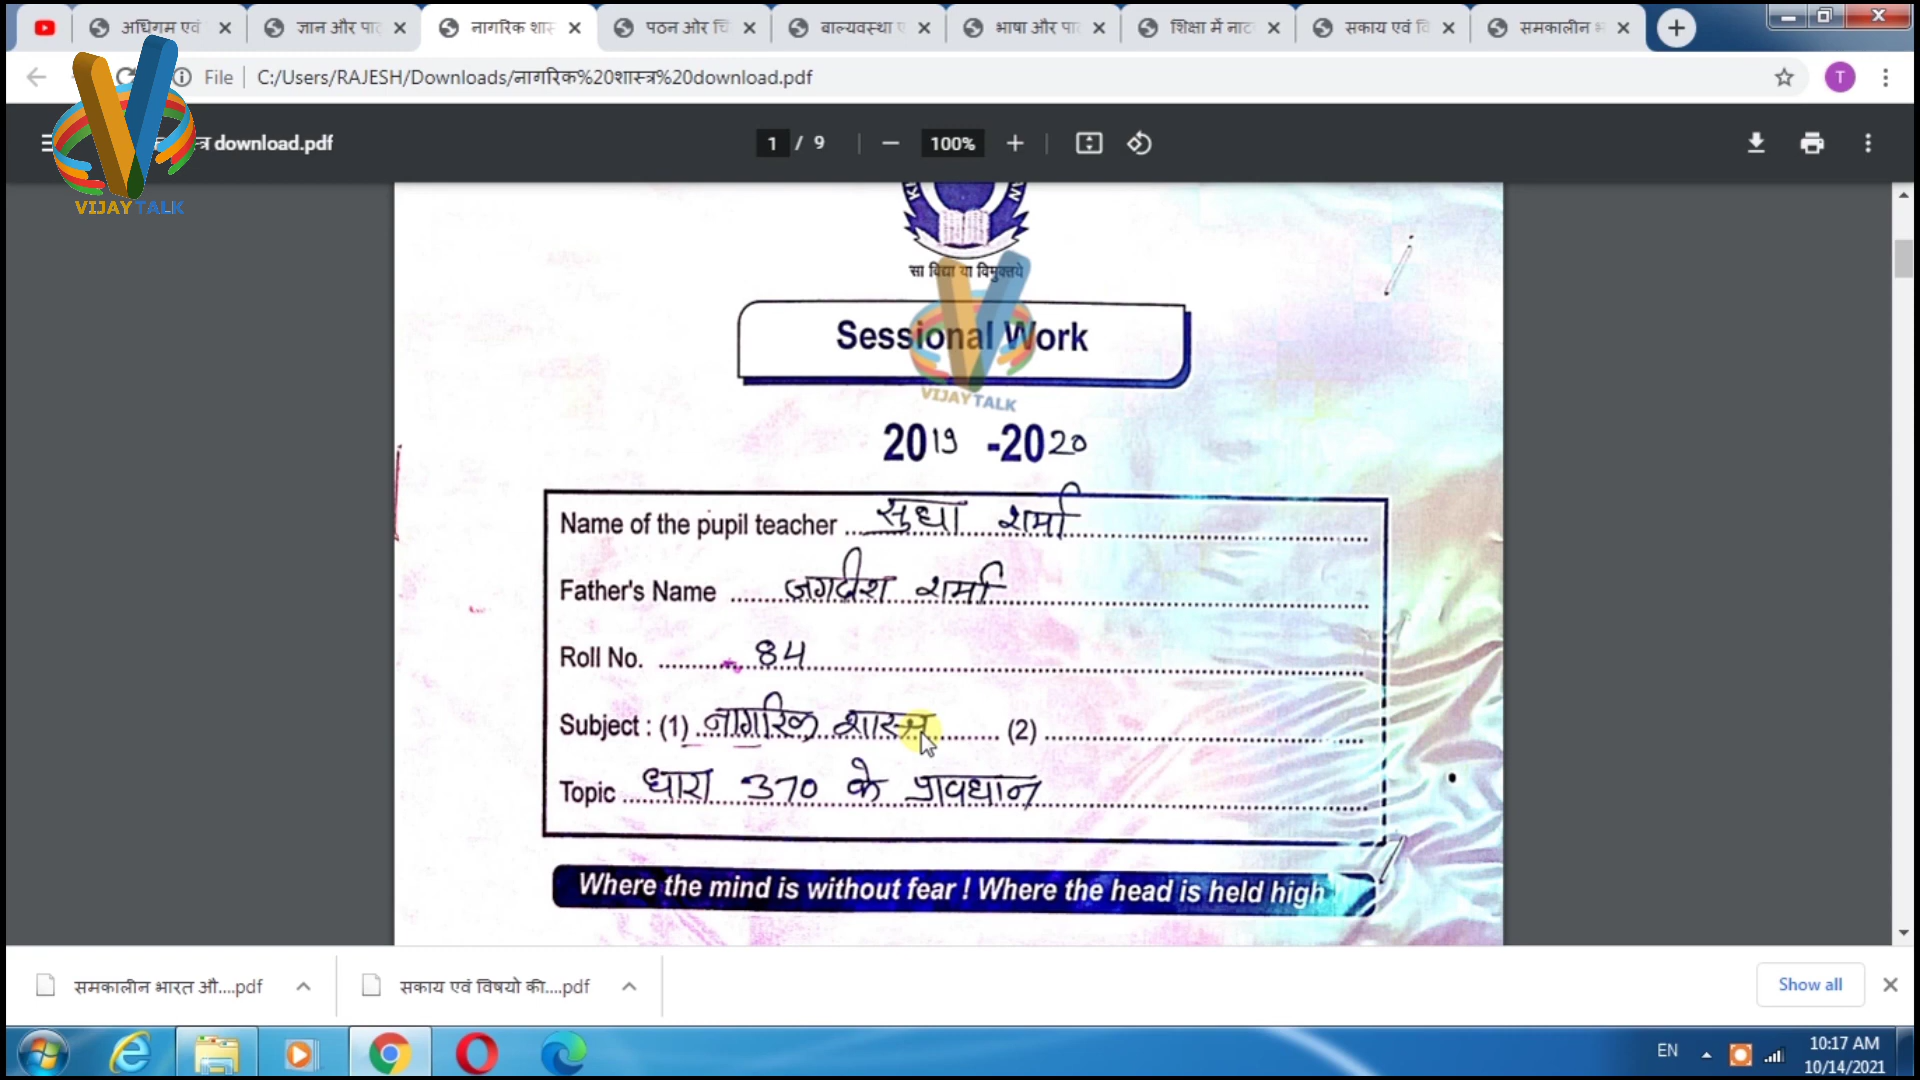 अधिगम एवं
ज्ञान और पा
नागरिक शास
पठन ओर चि
बाल्यवस्था ए
भाषा और पा
शिक्षा में नाट
सकाय एवं वि
समकालीन भ
File C:/Users/RAJESH/Downloads/नागरिक%20शास्त्र%20download.pdf
T
download.pdf
1 / 9
100%
VIJAY TALK
सा विद्या या विमुक्तये
Sessional Work
VIJAY TALK
2019 -2020
Name of the pupil teacher सुधा शर्मा
Father's Name जगदीश शर्मा
Roll No. 84
Subject : (1) नागरिक शास्त्र (2)
Topic धारा 370 के प्रावधान
Where the mind is without fear ! Where the head is held high
समकालीन भारत औ....pdf
सकाय एवं विषयो की....pdf
Show all
EN
10:17 AM
10/14/2021